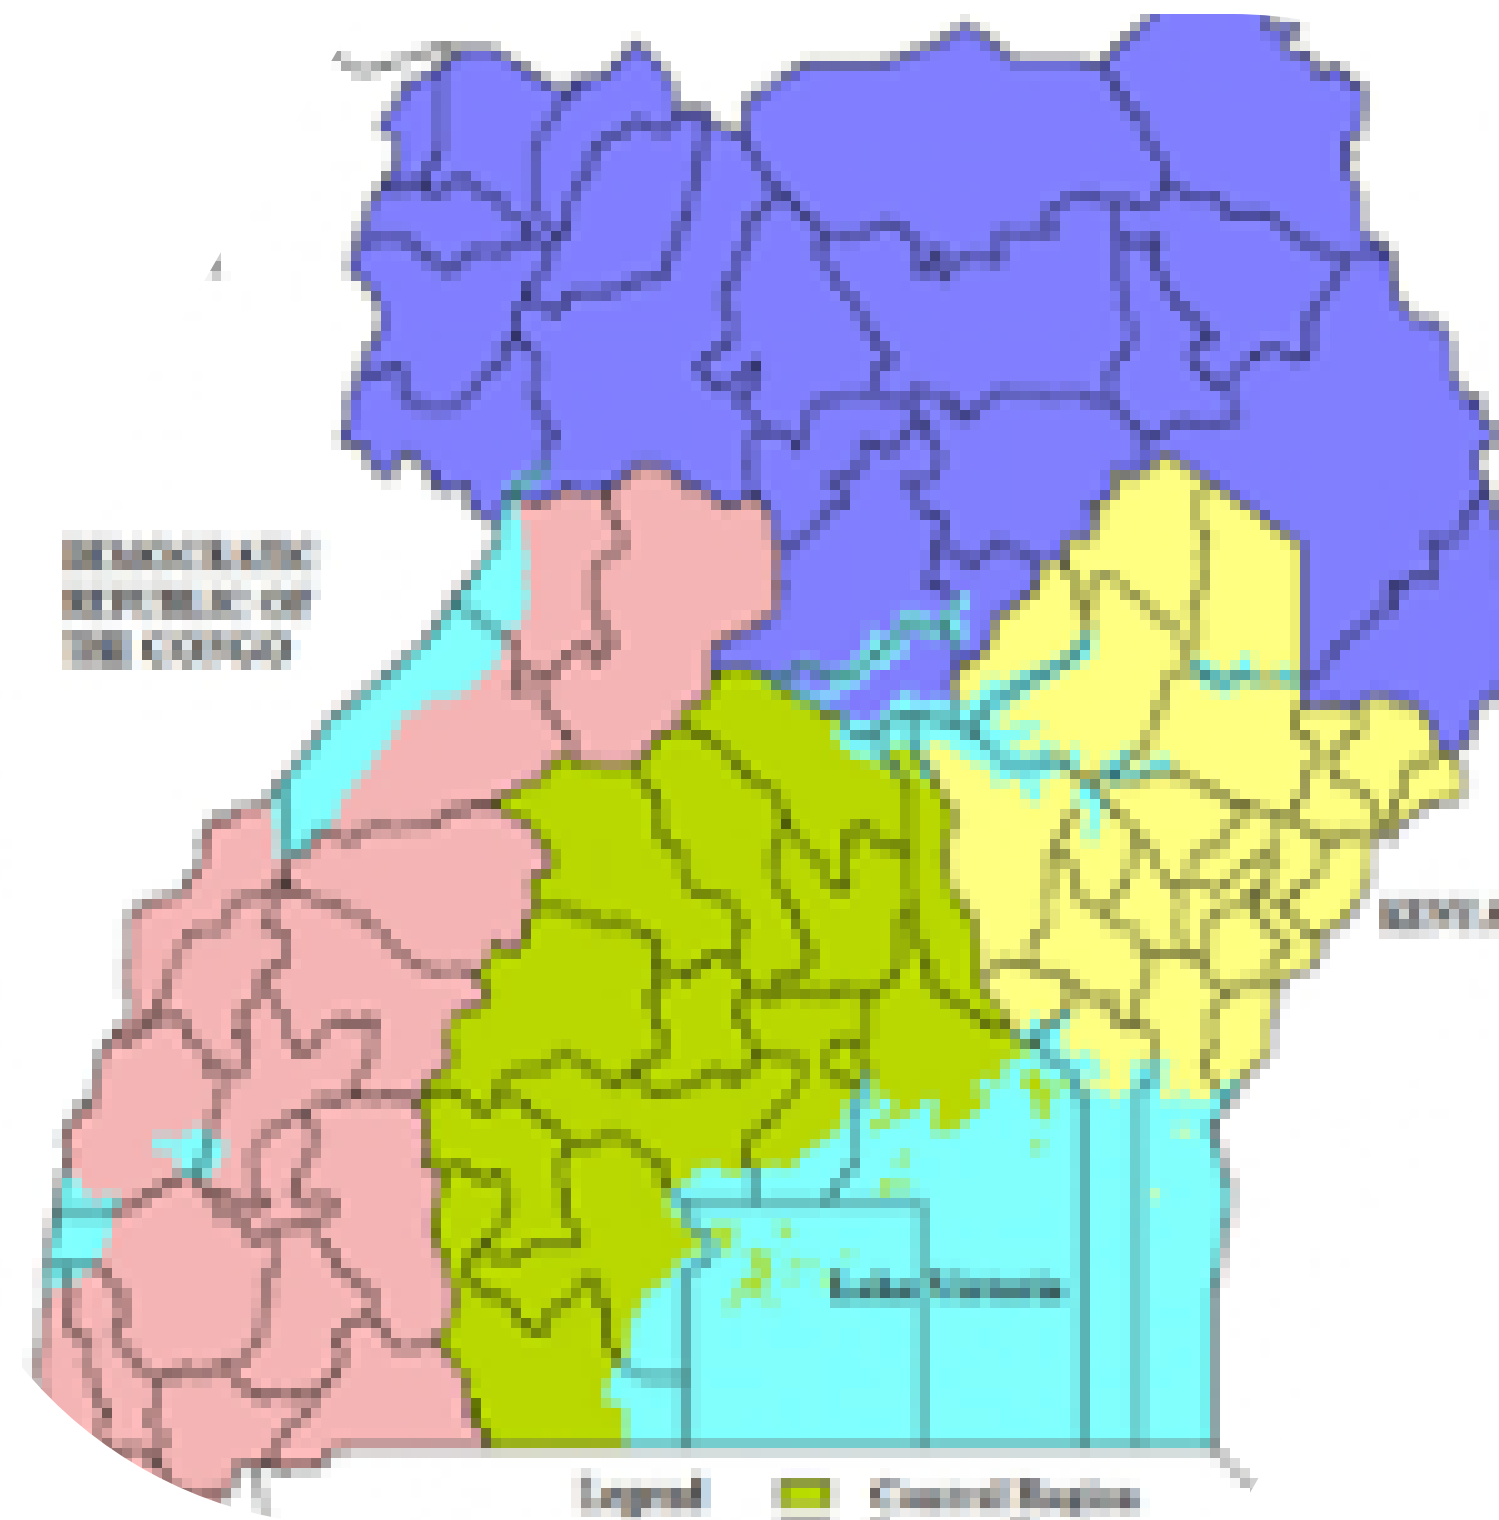 DEMOCRATIC
REPUBLIC OF
THE CONGO
KENYA
Lake Victoria
Legend
Central Region